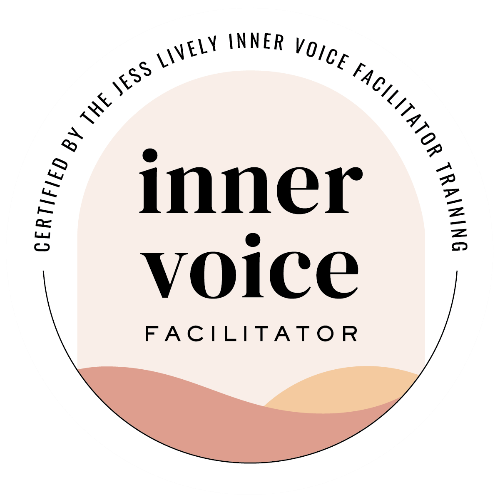 CERTIFIED BY THE JESS LIVELY INNER VOICE FACILITATOR TRAINING
inner
voice
FACILITATOR